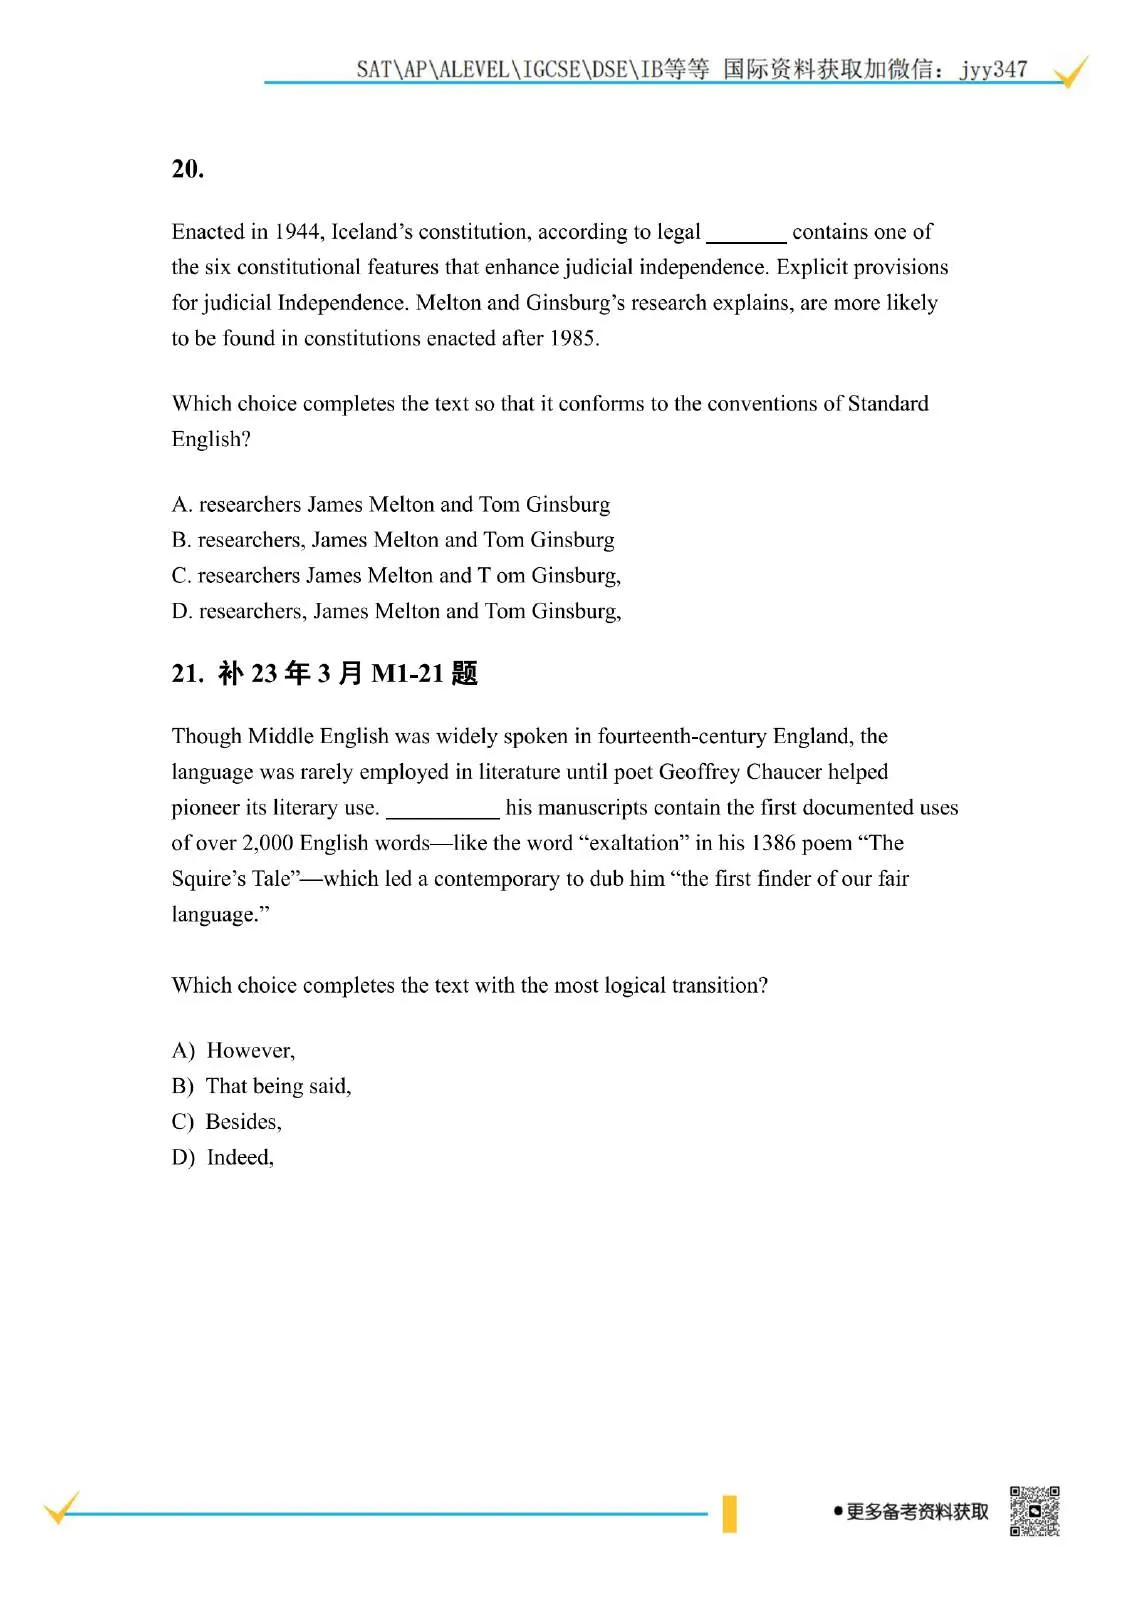 SAT\AP\ALEVEL\IGCSE\DSE\IB等等 国际资料获取加微信：jyy347
20.
Enacted in 1944, Iceland’s constitution, according to legal _______ contains one of
the six constitutional features that enhance judicial independence. Explicit provisions
for judicial Independence. Melton and Ginsburg’s research explains, are more likely
to be found in constitutions enacted after 1985.
Which choice completes the text so that it conforms to the conventions of Standard
English?
A. researchers James Melton and Tom Ginsburg
B. researchers, James Melton and Tom Ginsburg
C. researchers James Melton and T om Ginsburg,
D. researchers, James Melton and Tom Ginsburg,
21. 补 23 年 3 月 M1-21 题
Though Middle English was widely spoken in fourteenth-century England, the
language was rarely employed in literature until poet Geoffrey Chaucer helped
pioneer its literary use. __________ his manuscripts contain the first documented uses
of over 2,000 English words—like the word “exaltation” in his 1386 poem “The
Squire’s Tale”—which led a contemporary to dub him “the first finder of our fair
language.”
Which choice completes the text with the most logical transition?
A) However,
B) That being said,
C) Besides,
D) Indeed,
•更多备考资料获取